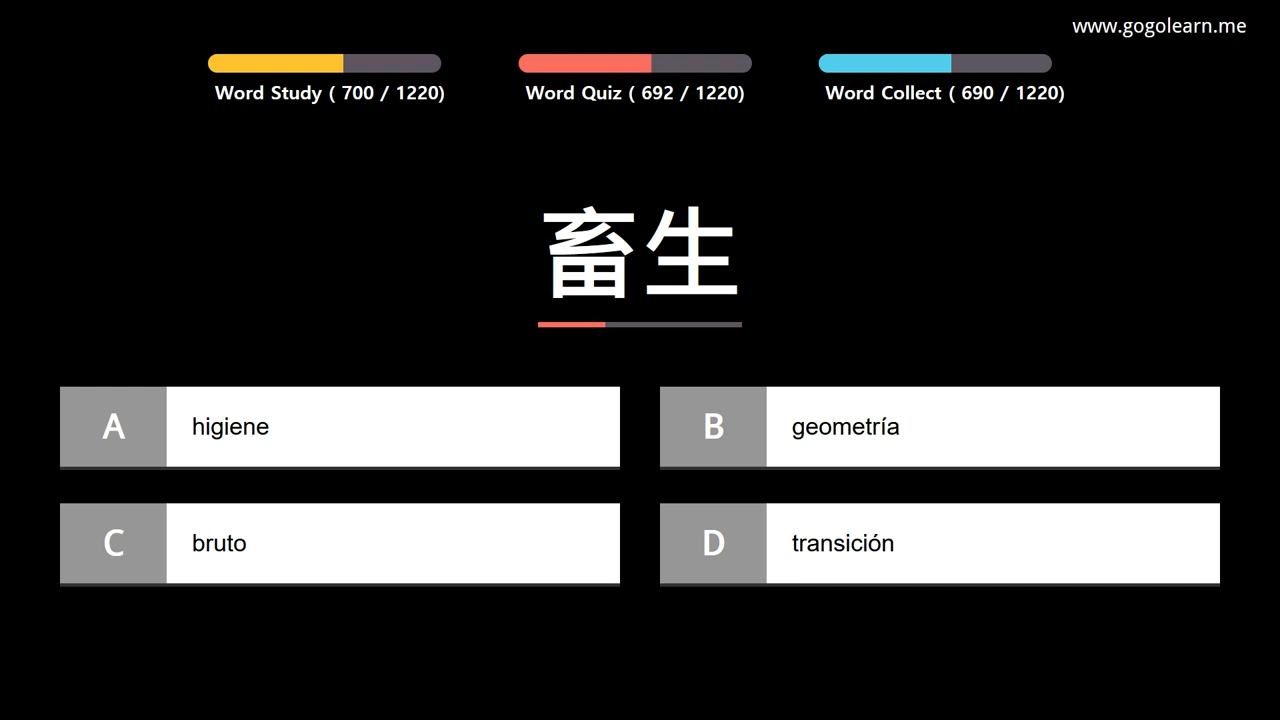 www.gogolearn.me
Word Study ( 700 / 1220)
Word Quiz ( 692 / 1220)
Word Collect ( 690 / 1220)
畜生
A higiene
B geometría
C bruto
D transición